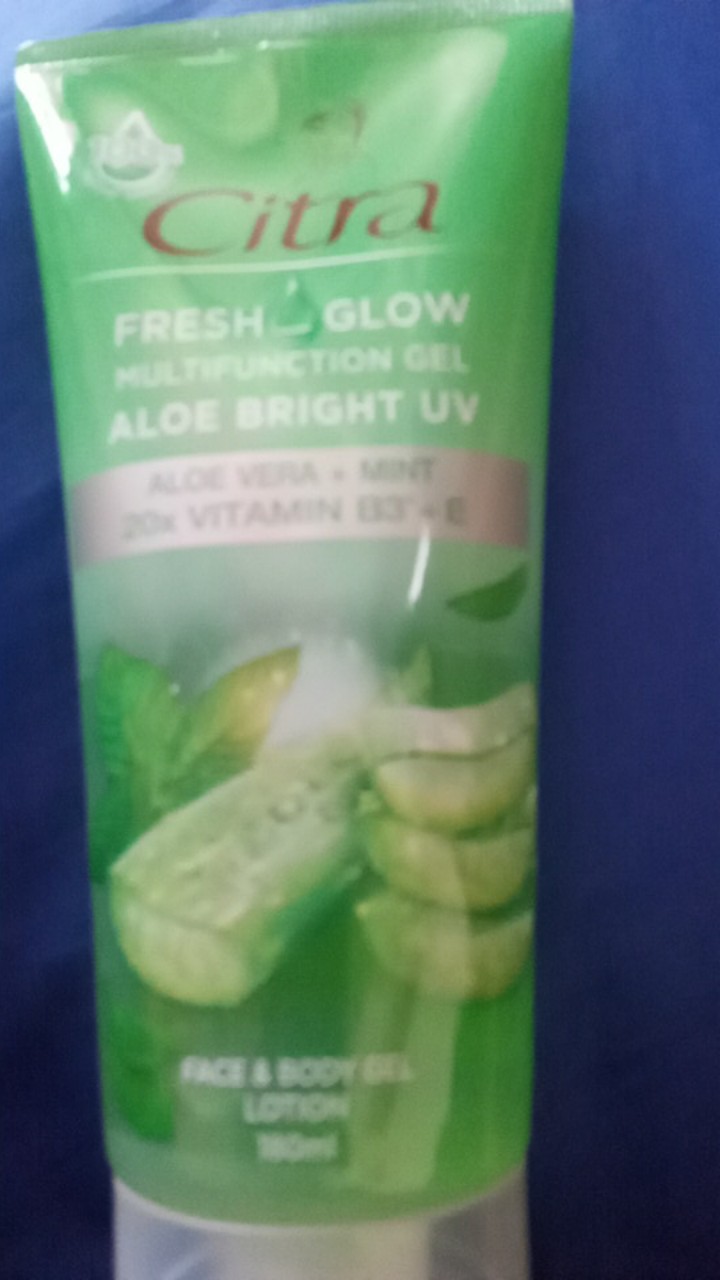 Citra
FRESH GLOW
MULTIFUNCTION GEL
ALOE BRIGHT UV
ALOE VERA + MINT
20x VITAMIN B3* + E
FACE & BODY GEL
LOTION
180ml